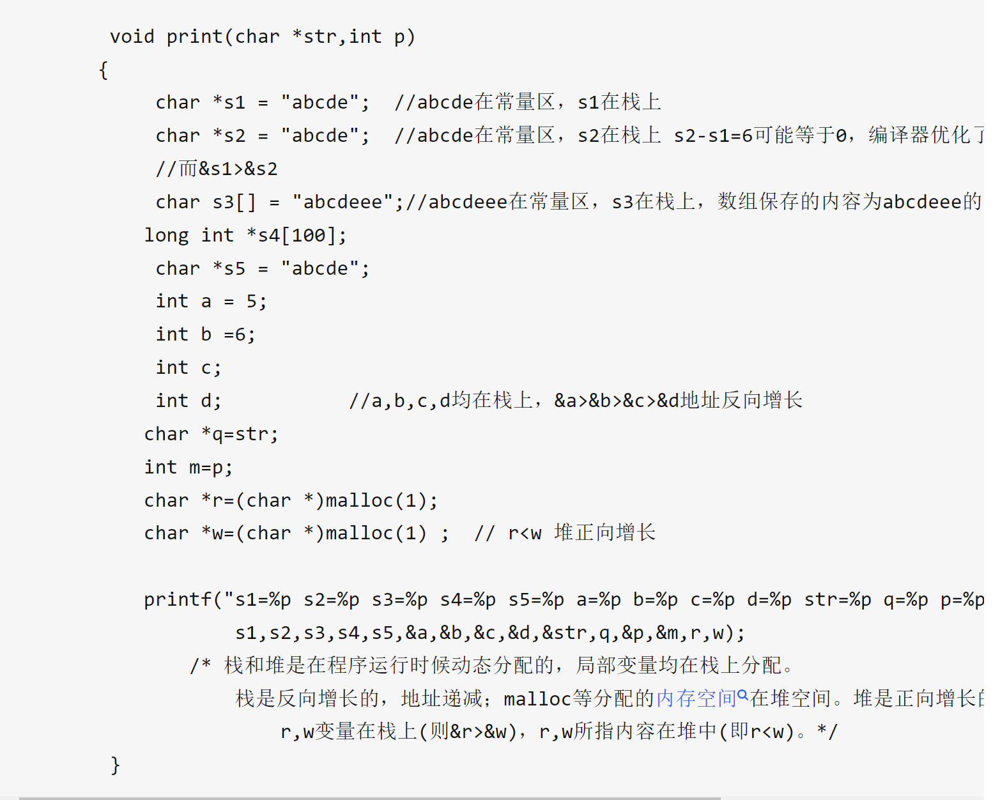 void print(char *str,int p)
{
char *s1 = "abcde";  //abcde在常量区，s1在栈上
char *s2 = "abcde";  //abcde在常量区，s2在栈上 s2-s1=6可能等于0，编译器优化了
//而&s1>&s2
char s3[] = "abcdeee";//abcdeee在常量区，s3在栈上，数组保存的内容为abcdeee的
long int *s4[100];
char *s5 = "abcde";
int a = 5;
int b =6;
int c;
int d;           //a,b,c,d均在栈上，&a>&b>&c>&d地址反向增长
char *q=str;
int m=p;
char *r=(char *)malloc(1);
char *w=(char *)malloc(1) ;  // r<w 堆正向增长
printf("s1=%p s2=%p s3=%p s4=%p s5=%p a=%p b=%p c=%p d=%p str=%p q=%p p=%p
s1,s2,s3,s4,s5,&a,&b,&c,&d,&str,q,&p,&m,r,w);
/* 栈和堆是在程序运行时候动态分配的，局部变量均在栈上分配。
栈是反向增长的，地址递减；malloc等分配的内存空间在堆空间。堆是正向增长的
r,w变量在栈上(则&r>&w)，r,w所指内容在堆中(即r<w)。*/
}